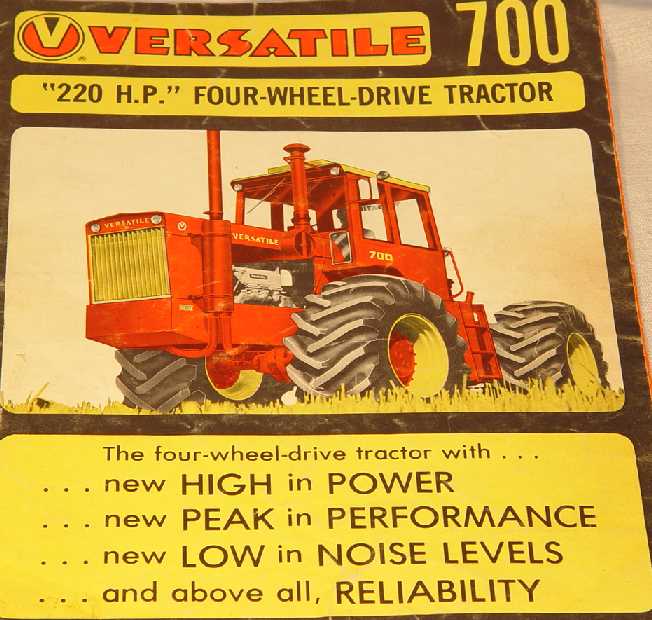 V VERSATILE 700
"220 H.P." FOUR-WHEEL-DRIVE TRACTOR
VERSATILE
VERSATILE
700
The four-wheel-drive tractor with . . .
. . . new HIGH in POWER
. . . new PEAK in PERFORMANCE
. . . new LOW in NOISE LEVELS
. . . and above all, RELIABILITY